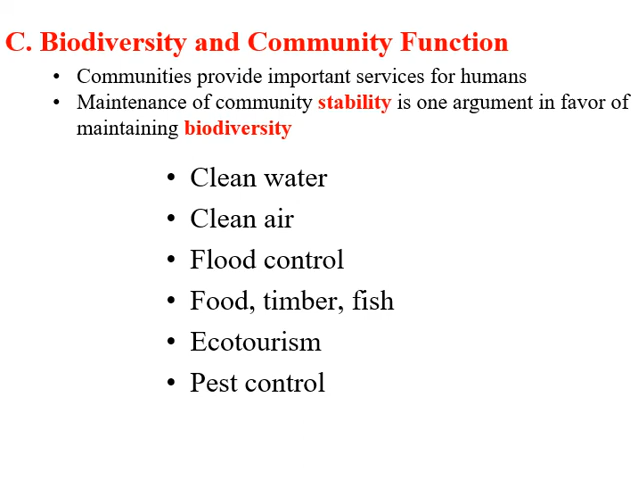 C. Biodiversity and Community Function
• Communities provide important services for humans
• Maintenance of community stability is one argument in favor of
maintaining biodiversity
• Clean water
• Clean air
• Flood control
• Food, timber, fish
• Ecotourism
• Pest control